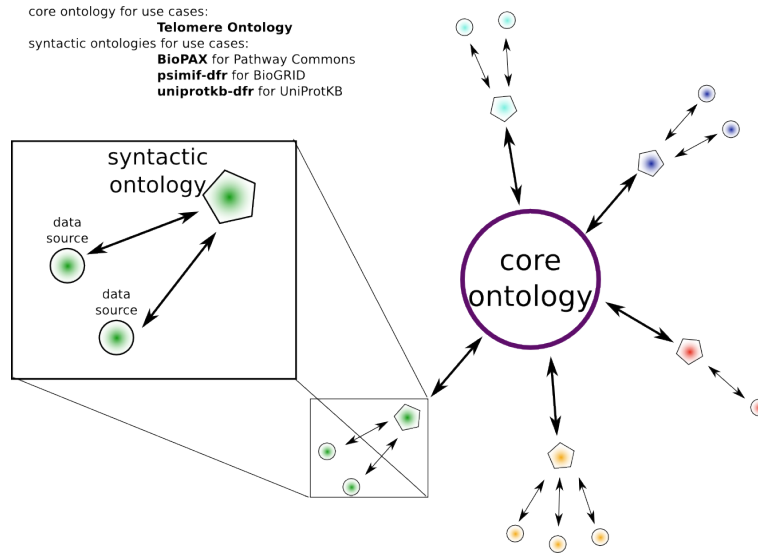 core ontology for use cases:
Telomere Ontology
syntactic ontologies for use cases:
BioPAX for Pathway Commons
psimif-dfr for BioGRID
uniprotkb-dfr for UniProtKB
syntactic
ontology
data
source
data
source
core
ontology